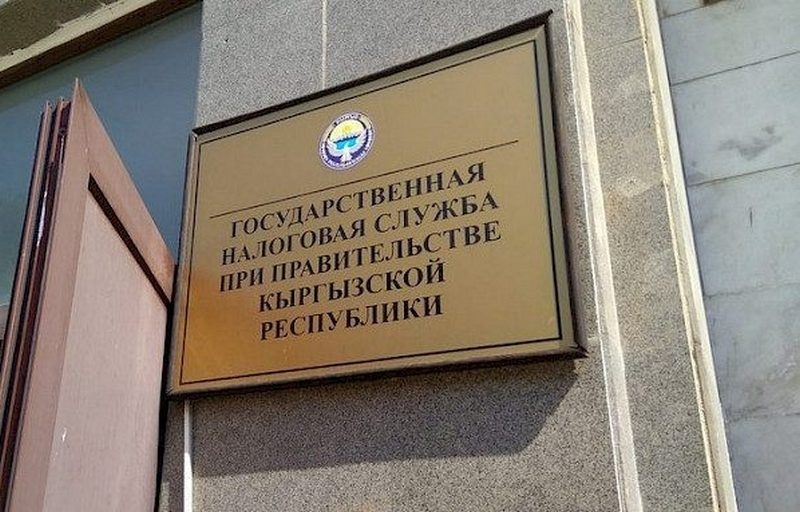 ГОСУДАРСТВЕННАЯ
НАЛОГОВАЯ СЛУЖБА
ПРИ ПРАВИТЕЛЬСТВЕ
КЫРГЫЗСКОЙ
РЕСПУБЛИКИ